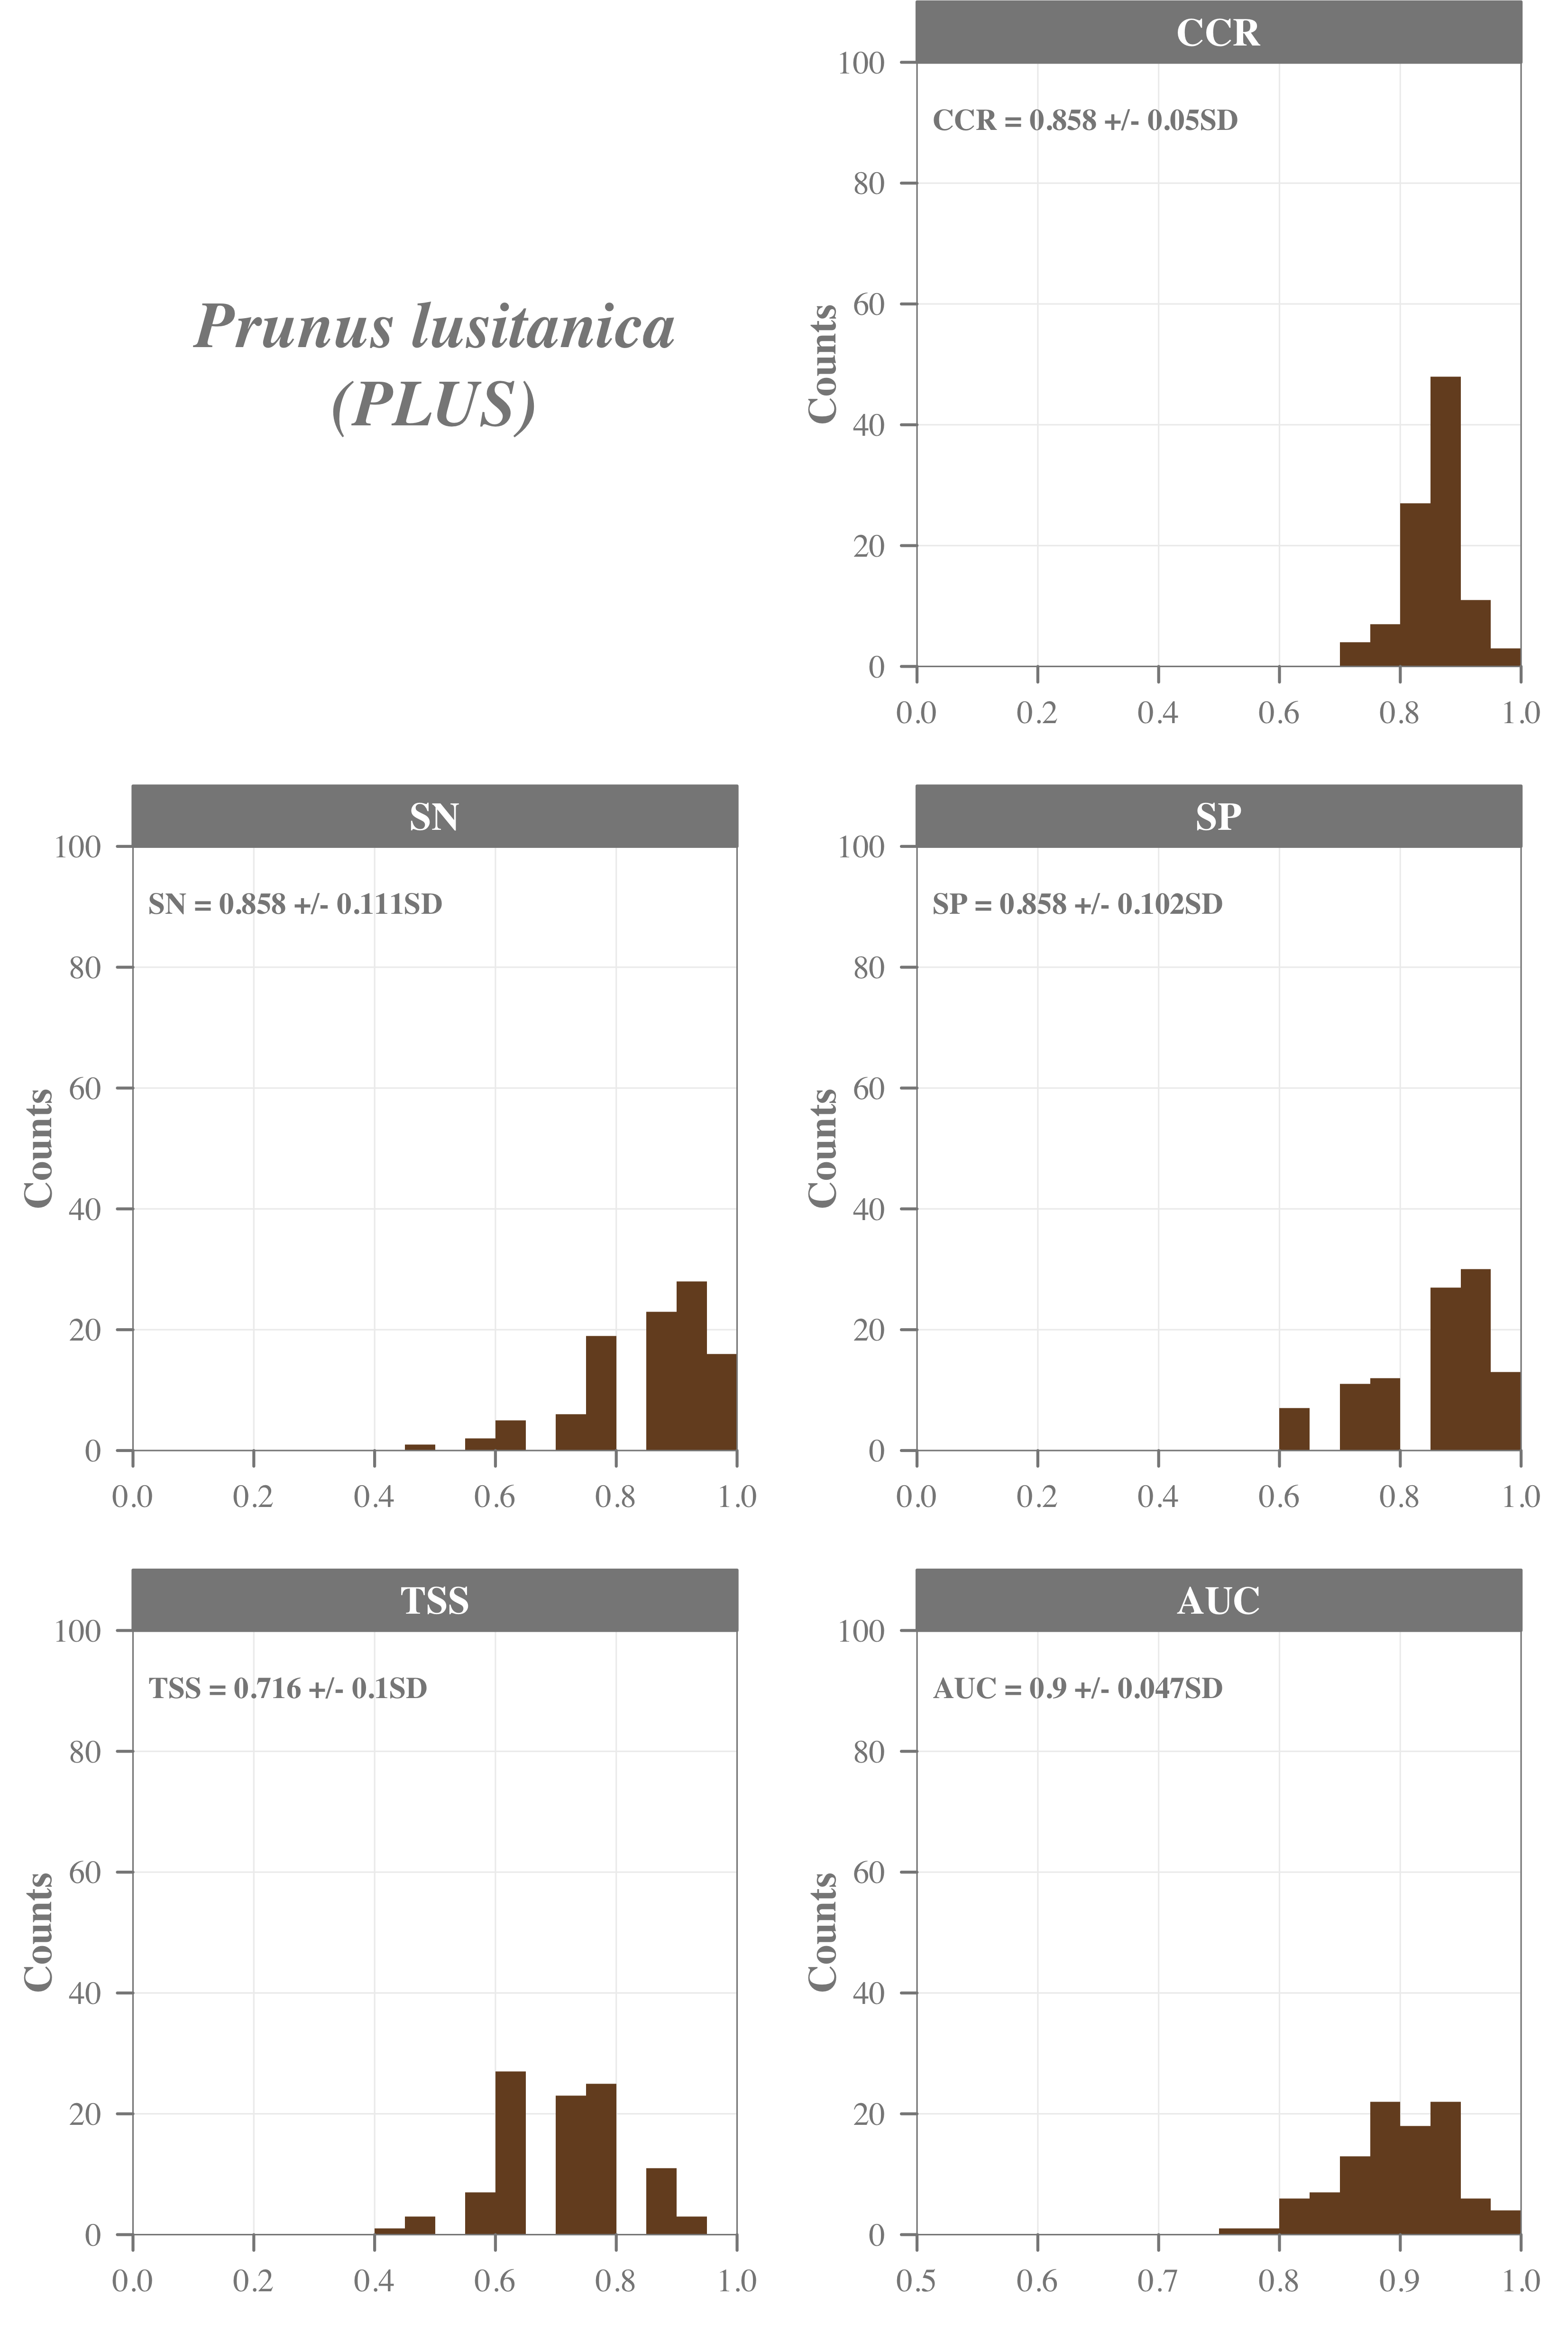 Prunus lusitanica
(PLUS)
CCR
CCR = 0.858 +/- 0.05SD
Counts
100
80
60
40
20
0
0.0 0.2 0.4 0.6 0.8 1.0
SN
SN = 0.858 +/- 0.111SD
Counts
100
80
60
40
20
0
0.0 0.2 0.4 0.6 0.8 1.0
SP
SP = 0.858 +/- 0.102SD
Counts
100
80
60
40
20
0
0.0 0.2 0.4 0.6 0.8 1.0
TSS
TSS = 0.716 +/- 0.1SD
Counts
100
80
60
40
20
0
0.0 0.2 0.4 0.6 0.8 1.0
AUC
AUC = 0.9 +/- 0.047SD
Counts
100
80
60
40
20
0
0.5 0.6 0.7 0.8 0.9 1.0